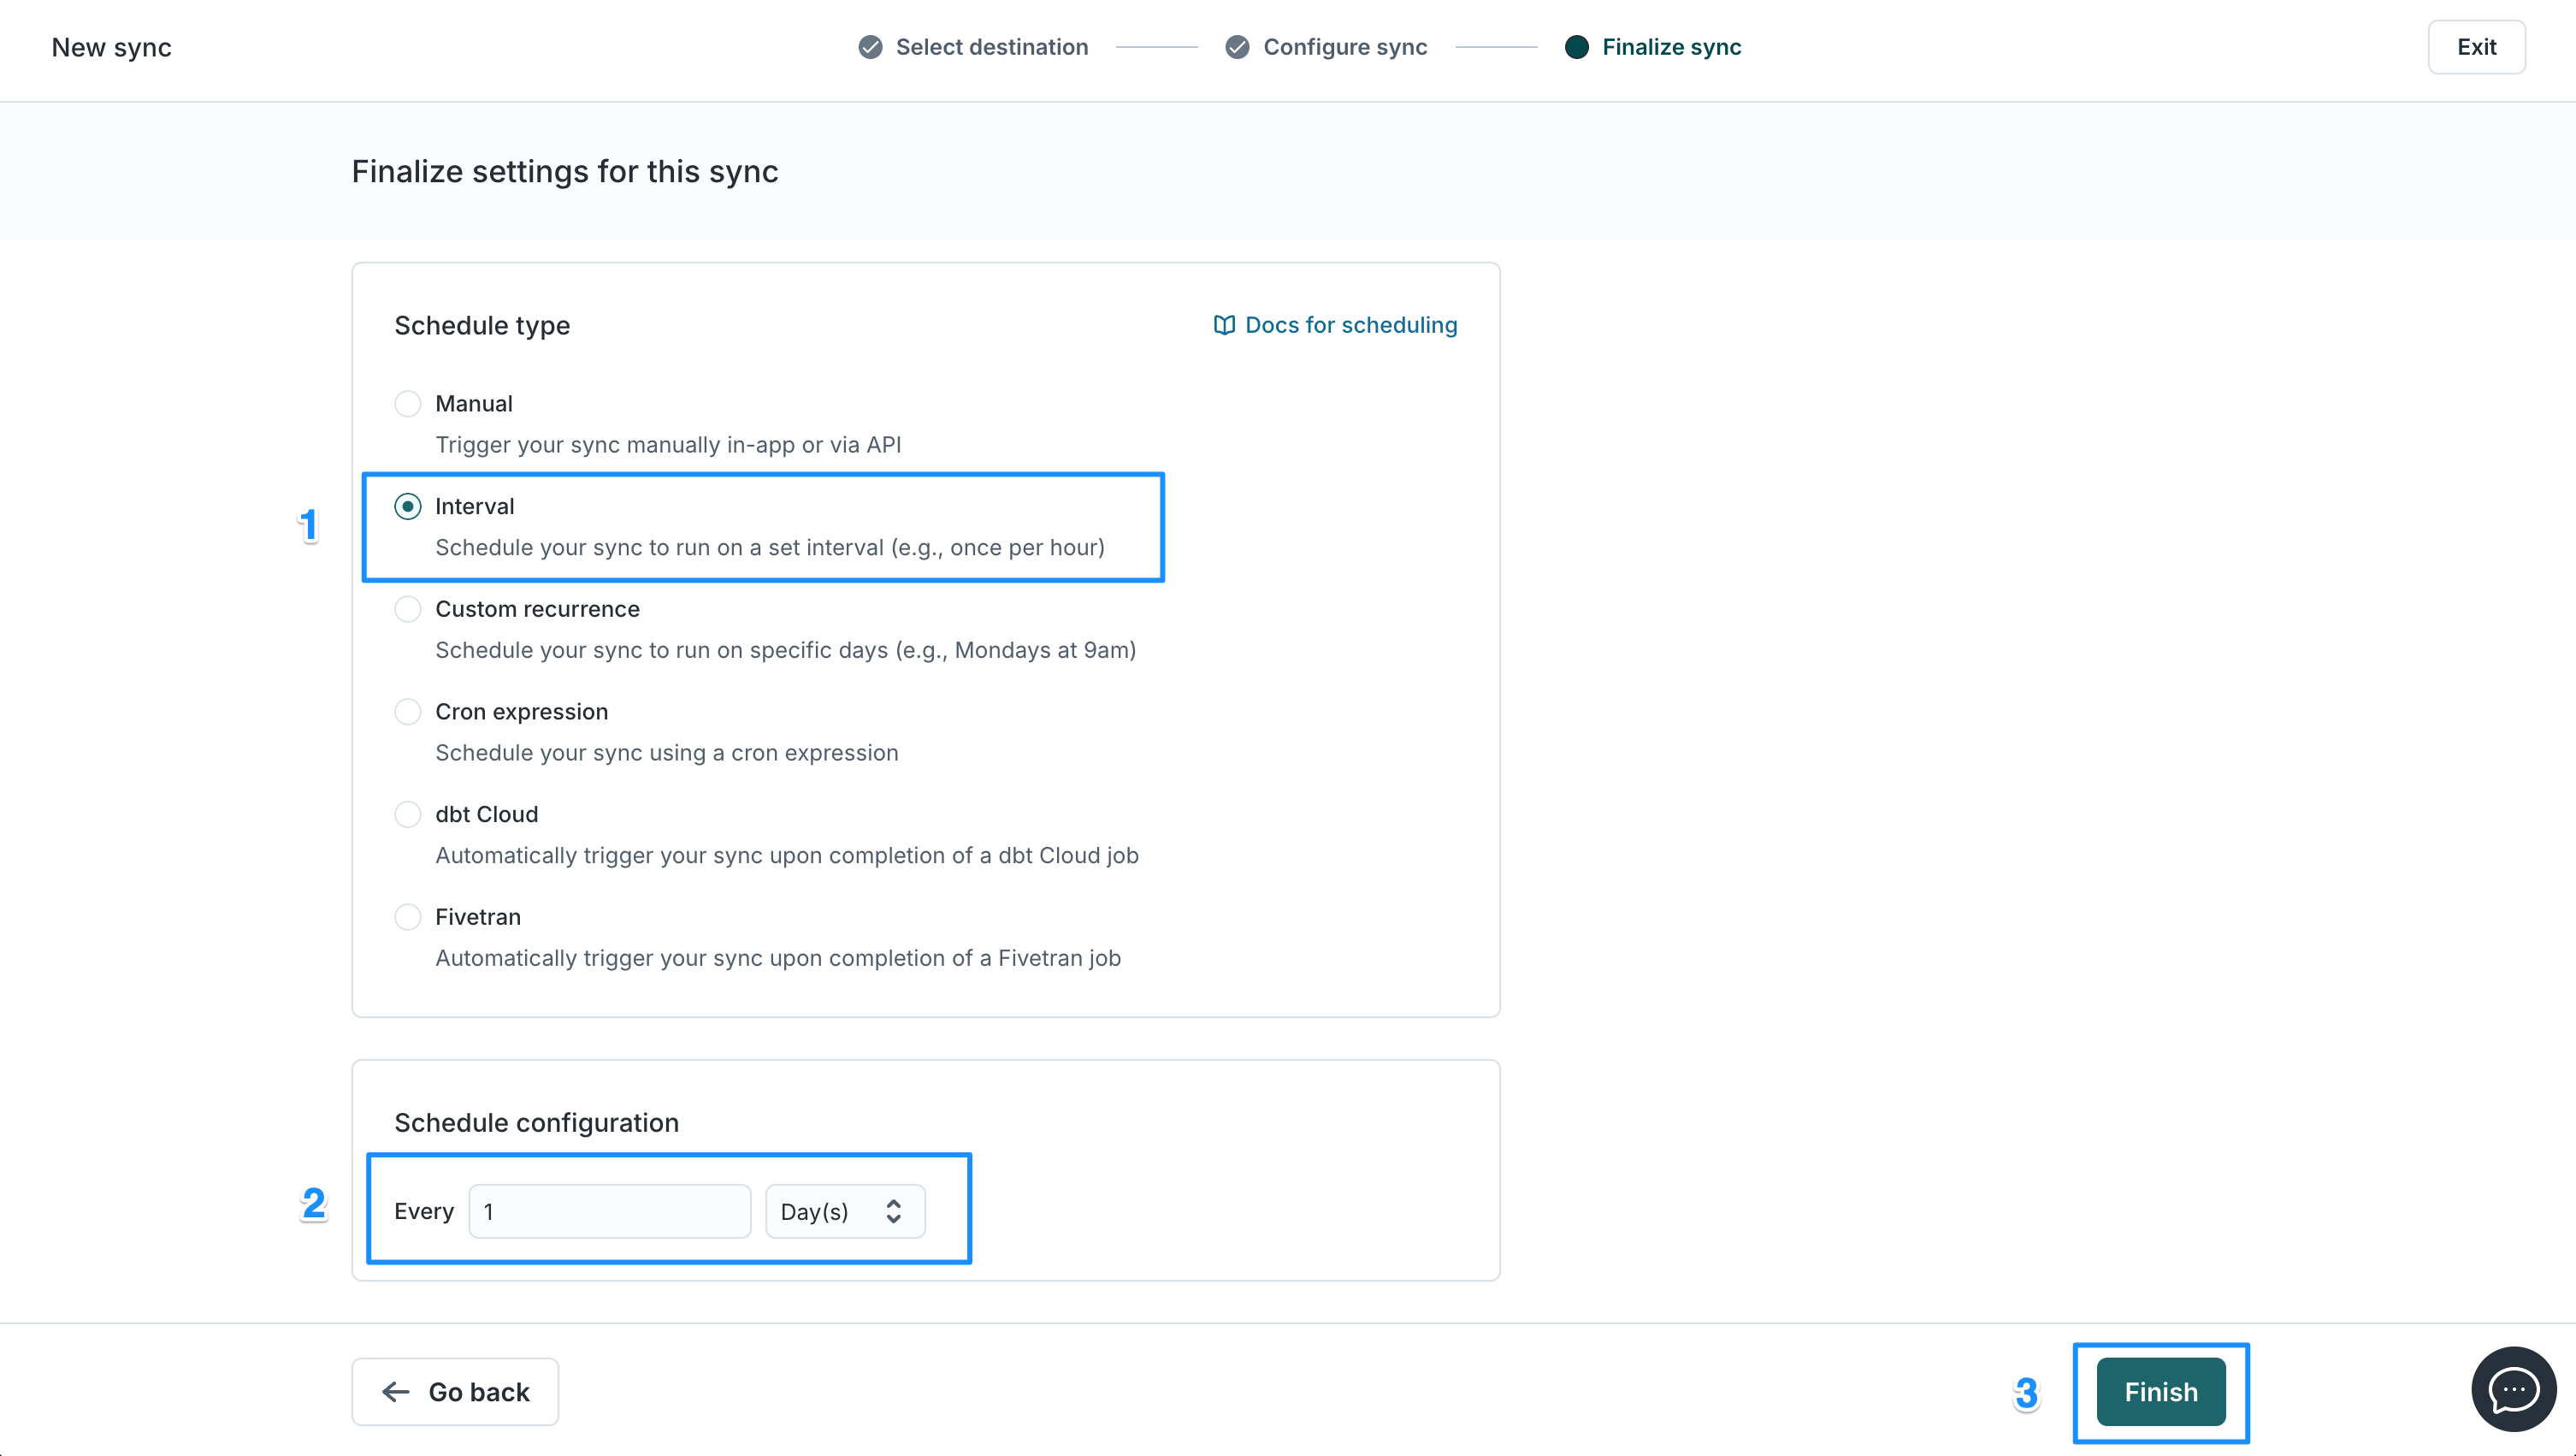 New sync
Select destination
Configure sync
Finalize sync
Exit
Finalize settings for this sync
Schedule type
Docs for scheduling
Manual
Trigger your sync manually in-app or via API
1
Interval
Schedule your sync to run on a set interval (e.g., once per hour)
Custom recurrence
Schedule your sync to run on specific days (e.g., Mondays at 9am)
Cron expression
Schedule your sync using a cron expression
dbt Cloud
Automatically trigger your sync upon completion of a dbt Cloud job
Fivetran
Automatically trigger your sync upon completion of a Fivetran job
Schedule configuration
2
Every 1 Day(s)
Go back
3
Finish